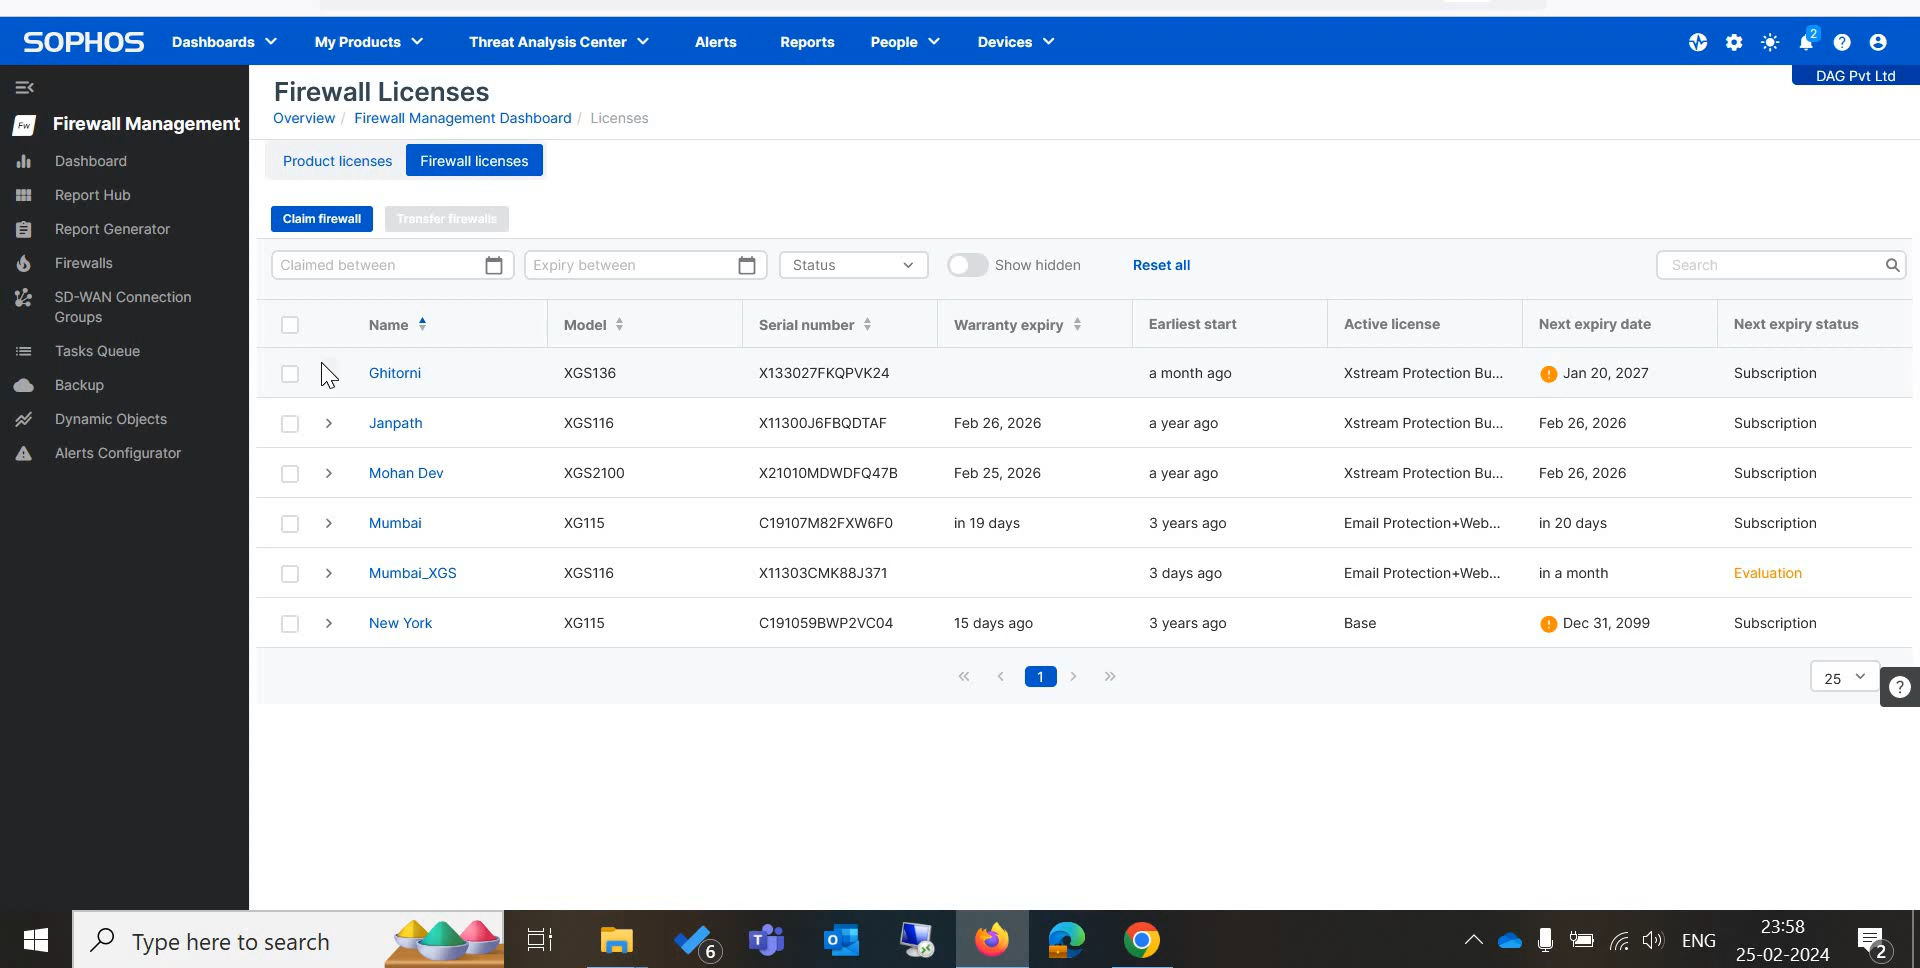 SOPHOS Dashboards My Products Threat Analysis Center Alerts Reports People Devices 2
DAG Pvt Ltd
Fw Firewall Management
Dashboard
Report Hub
Report Generator
Firewalls
SD-WAN Connection
Groups
Tasks Queue
Backup
Dynamic Objects
Alerts Configurator
Firewall Licenses
Overview / Firewall Management Dashboard / Licenses
Product licenses Firewall licenses
Claim firewall Transfer firewalls
Claimed between Expiry between Status Show hidden Reset all Search
Name Model Serial number Warranty expiry Earliest start Active license Next expiry date Next expiry status
Ghitorni XGS136 X133027FKQPVK24 a month ago Xstream Protection Bu... Jan 20, 2027 Subscription
Janpath XGS116 X11300J6FBQDTAF Feb 26, 2026 a year ago Xstream Protection Bu... Feb 26, 2026 Subscription
Mohan Dev XGS2100 X21010MDWDFQ47B Feb 25, 2026 a year ago Xstream Protection Bu... Feb 26, 2026 Subscription
Mumbai XG115 C19107M82FXW6F0 in 19 days 3 years ago Email Protection+Web... in 20 days Subscription
Mumbai_XGS XGS116 X11303CMK88J371 3 days ago Email Protection+Web... in a month Evaluation
New York XG115 C191059BWP2VC04 15 days ago 3 years ago Base Dec 31, 2099 Subscription
« ‹ 1 › » 25
Type here to search 6 ENG 23:58
25-02-2024 2